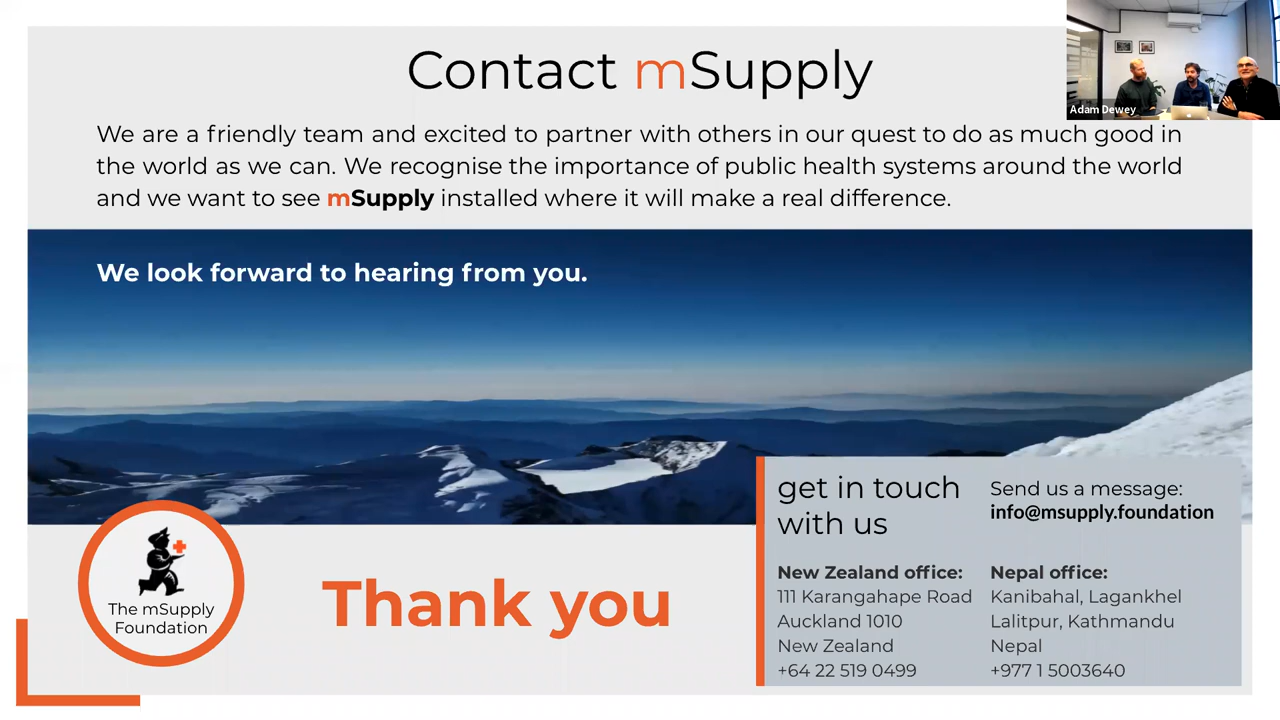 Contact mSupply
Adam Dewey
We are a friendly team and excited to partner with others in our quest to do as much good in
the world as we can. We recognise the importance of public health systems around the world
and we want to see mSupply installed where it will make a real difference.
We look forward to hearing from you.
get in touch
with us
Send us a message:
info@msupply.foundation
New Zealand office:
111 Karangahape Road
Auckland 1010
New Zealand
+64 22 519 0499
Nepal office:
Kanibahal, Lagankhel
Lalitpur, Kathmandu
Nepal
+977 1 5003640
The mSupply
Foundation
Thank you